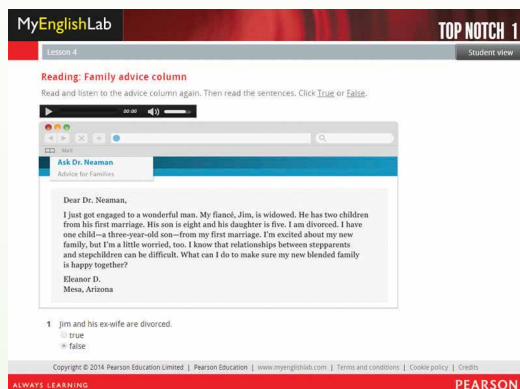 MyEnglishLab
TOP NOTCH 1
Lesson 4
Student view
Reading: Family advice column
Read and listen to the advice column again. Then read the sentences. Click True or False.
00:00
Ask Dr. Neaman
Advice for Families
Dear Dr. Neaman,
I just got engaged to a wonderful man. My fiancé, Jim, is widowed. He has two children
from his first marriage. His son is eight and his daughter is five. I am divorced. I have
one child—a three-year-old son—from my first marriage. I'm excited about my new
family, but I'm a little worried, too. I know that relationships between stepparents
and stepchildren can be difficult. What can I do to make sure my new blended family
is happy together?
Eleanor D.
Mesa, Arizona
1 Jim and his ex-wife are divorced.
true
false
Copyright © 2014 Pearson Education Limited | Pearson Education | www.myenglishlab.com | Terms and conditions | Cookie policy | Credits
ALWAYS LEARNING
PEARSON